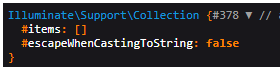 Illuminate\Support\Collection {#378 ▼ //
  #items: []
  #escapeWhenCastingToString: false
}